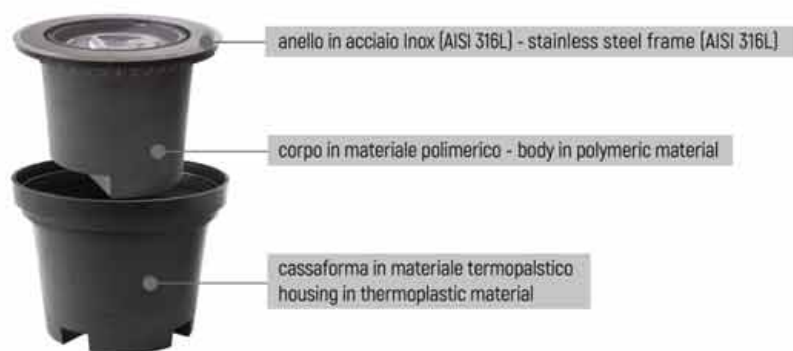 anello in acciaio Inox (AISI 316L) - stainless steel frame (AISI 316L)
corpo in materiale polimerico - body in polymeric material
cassaforma in materiale termopalstico
housing in thermoplastic material